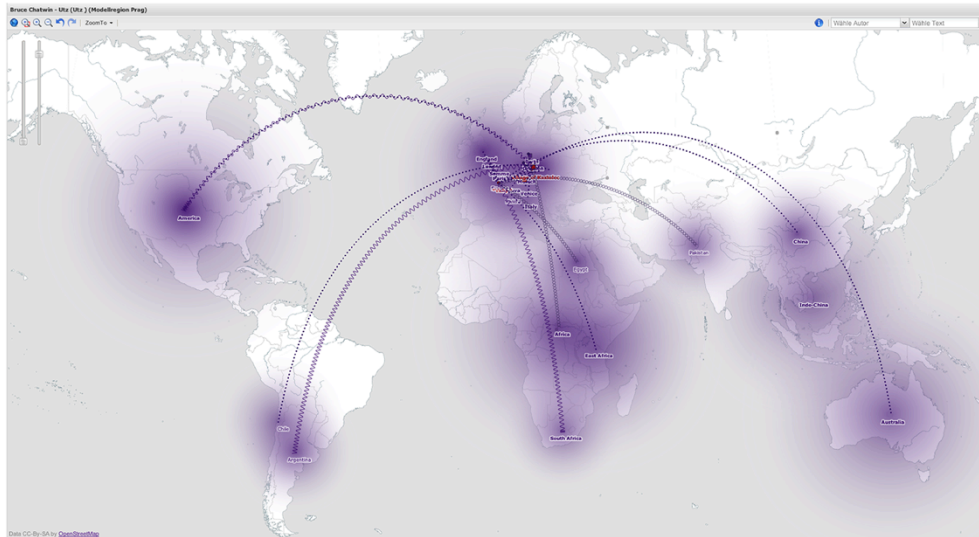 Bruce Chatwin - Utz (Utz ) (Modellregion Prag)
ZoomTo
Wähle Autor
Wähle Text
England
America
Italy
Pakistan
China
Egypt
Indo-China
Africa
East Africa
Australia
Chile
South Africa
Argentina
Data CC-By-SA by OpenStreetMap